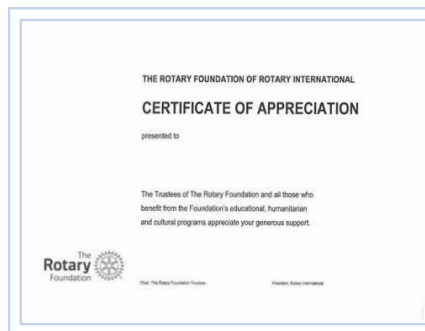 THE ROTARY FOUNDATION OF ROTARY INTERNATIONAL
CERTIFICATE OF APPRECIATION
presented to
The Trustees of The Rotary Foundation and all those who
benefit from the Foundation's educational, humanitarian
and cultural programs appreciate your generous support.
The
Rotary
Foundation
Chair, The Rotary Foundation Trustees
President, Rotary International